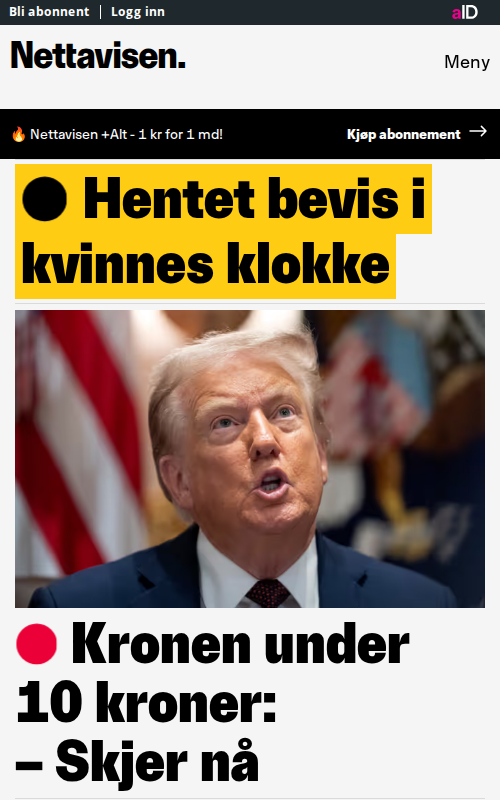 Bli abonnent | Logg inn
aID
Nettavisen.
Meny
🔥 Nettavisen +Alt - 1 kr for 1 md!
Kjøp abonnement →
Hentet bevis i
kvinnes klokke
Kronen under
10 kroner:
– Skjer nå